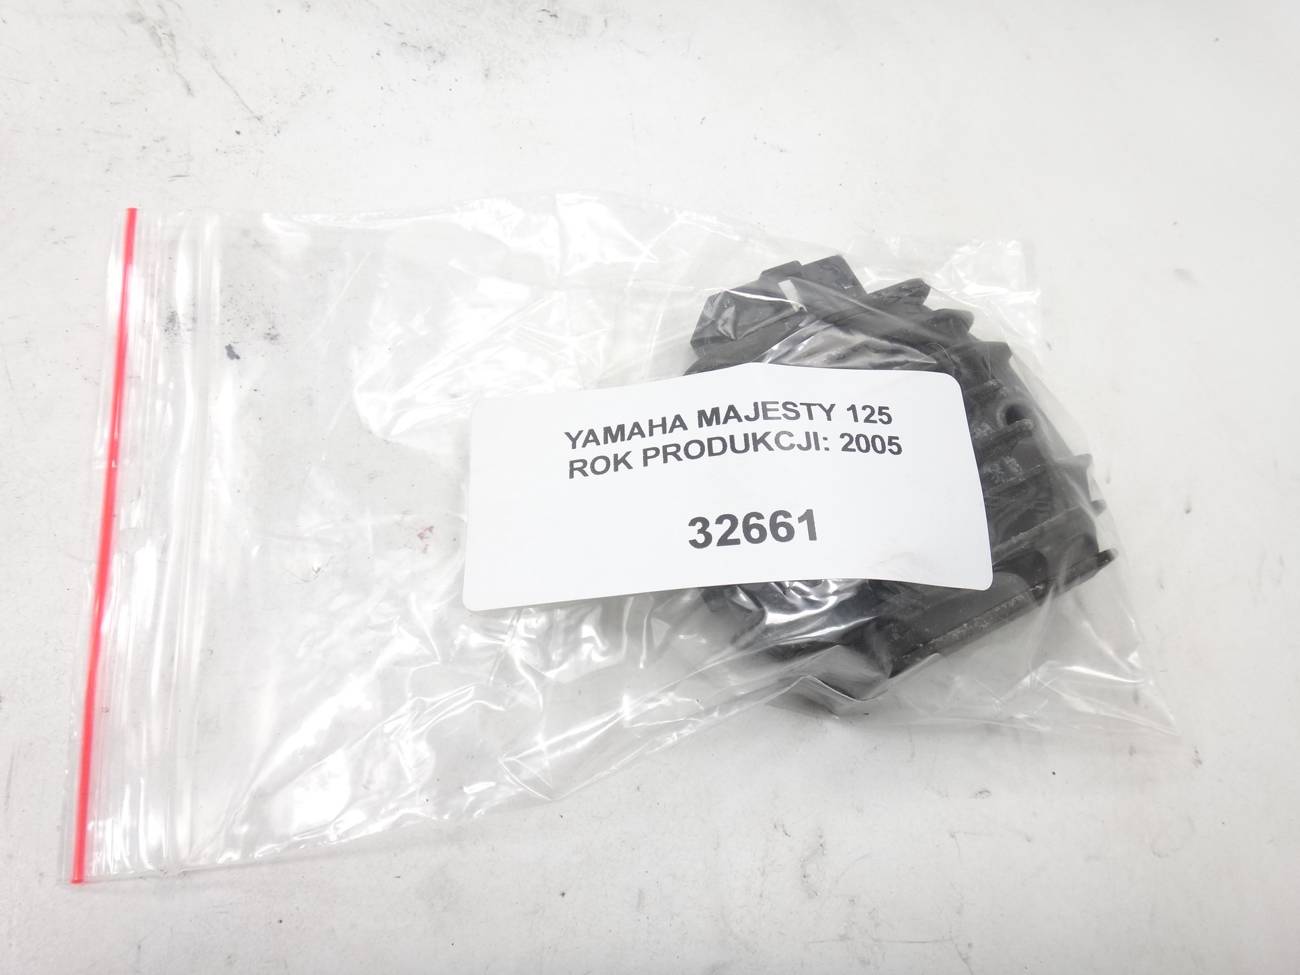 YAMAHA MAJESTY 125
ROK PRODUKCJI: 2005
32661